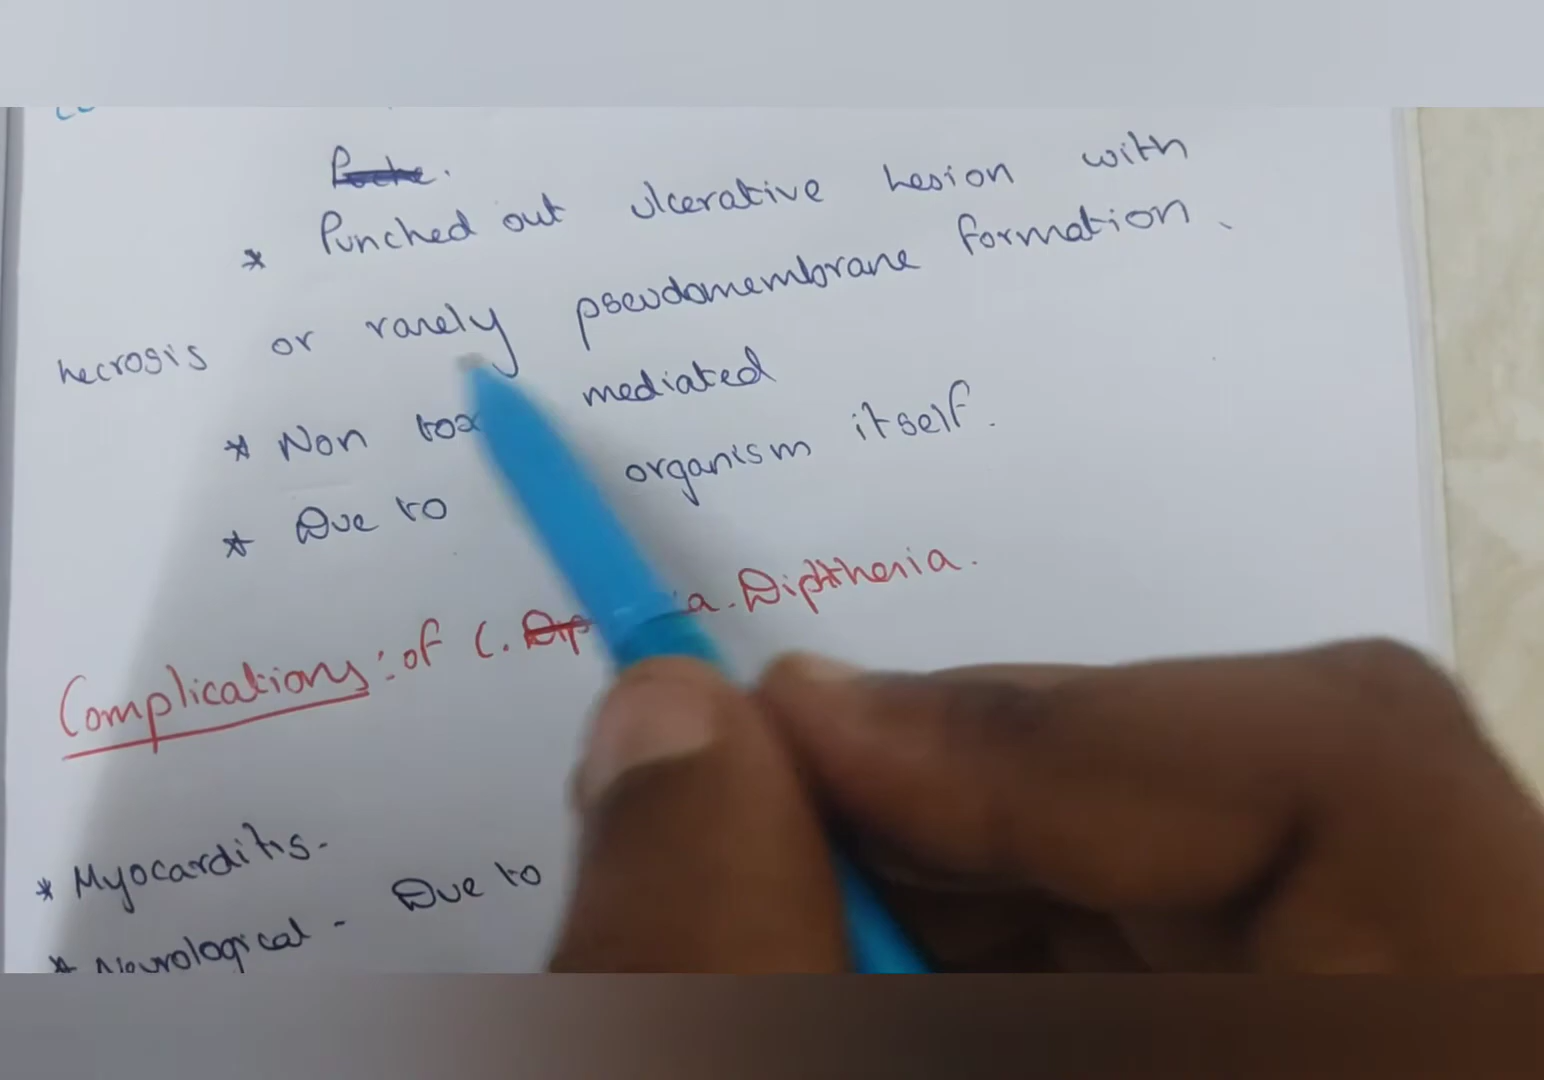 * Punched out ulcerative Lesion with
necrosis or rarely pseudomembrane formation.
* Non mediated
* Due to organism itself.
Complications: of C. Diphtheria.
* Myocarditis.
* Neurological - Due to